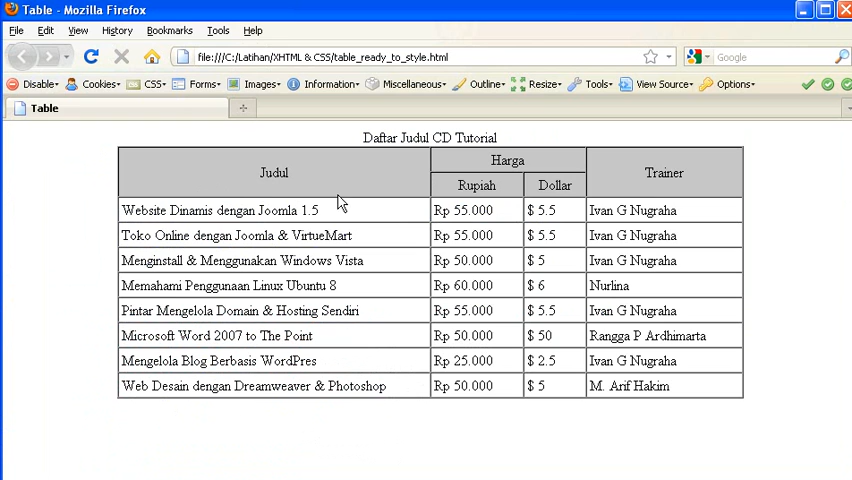 Table - Mozilla Firefox
File Edit View History Bookmarks Tools Help
file:///C:/Latihan/XHTML & CSS/table_ready_to_style.html Google
Disable Cookies CSS Forms Images Information Miscellaneous Outline Resize Tools View Source Options
Table
Daftar Judul CD Tutorial
Judul Harga Trainer
Rupiah Dollar
Website Dinamis dengan Joomla 1.5 Rp 55.000 $ 5.5 Ivan G Nugraha
Toko Online dengan Joomla & VirtueMart Rp 55.000 $ 5.5 Ivan G Nugraha
Menginstall & Menggunakan Windows Vista Rp 50.000 $ 5 Ivan G Nugraha
Memahami Penggunaan Linux Ubuntu 8 Rp 60.000 $ 6 Nurlina
Pintar Mengelola Domain & Hosting Sendiri Rp 55.000 $ 5.5 Ivan G Nugraha
Microsoft Word 2007 to The Point Rp 50.000 $ 50 Rangga P Ardhimarta
Mengelola Blog Berbasis WordPres Rp 25.000 $ 2.5 Ivan G Nugraha
Web Desain dengan Dreamweaver & Photoshop Rp 50.000 $ 5 M. Arif Hakim